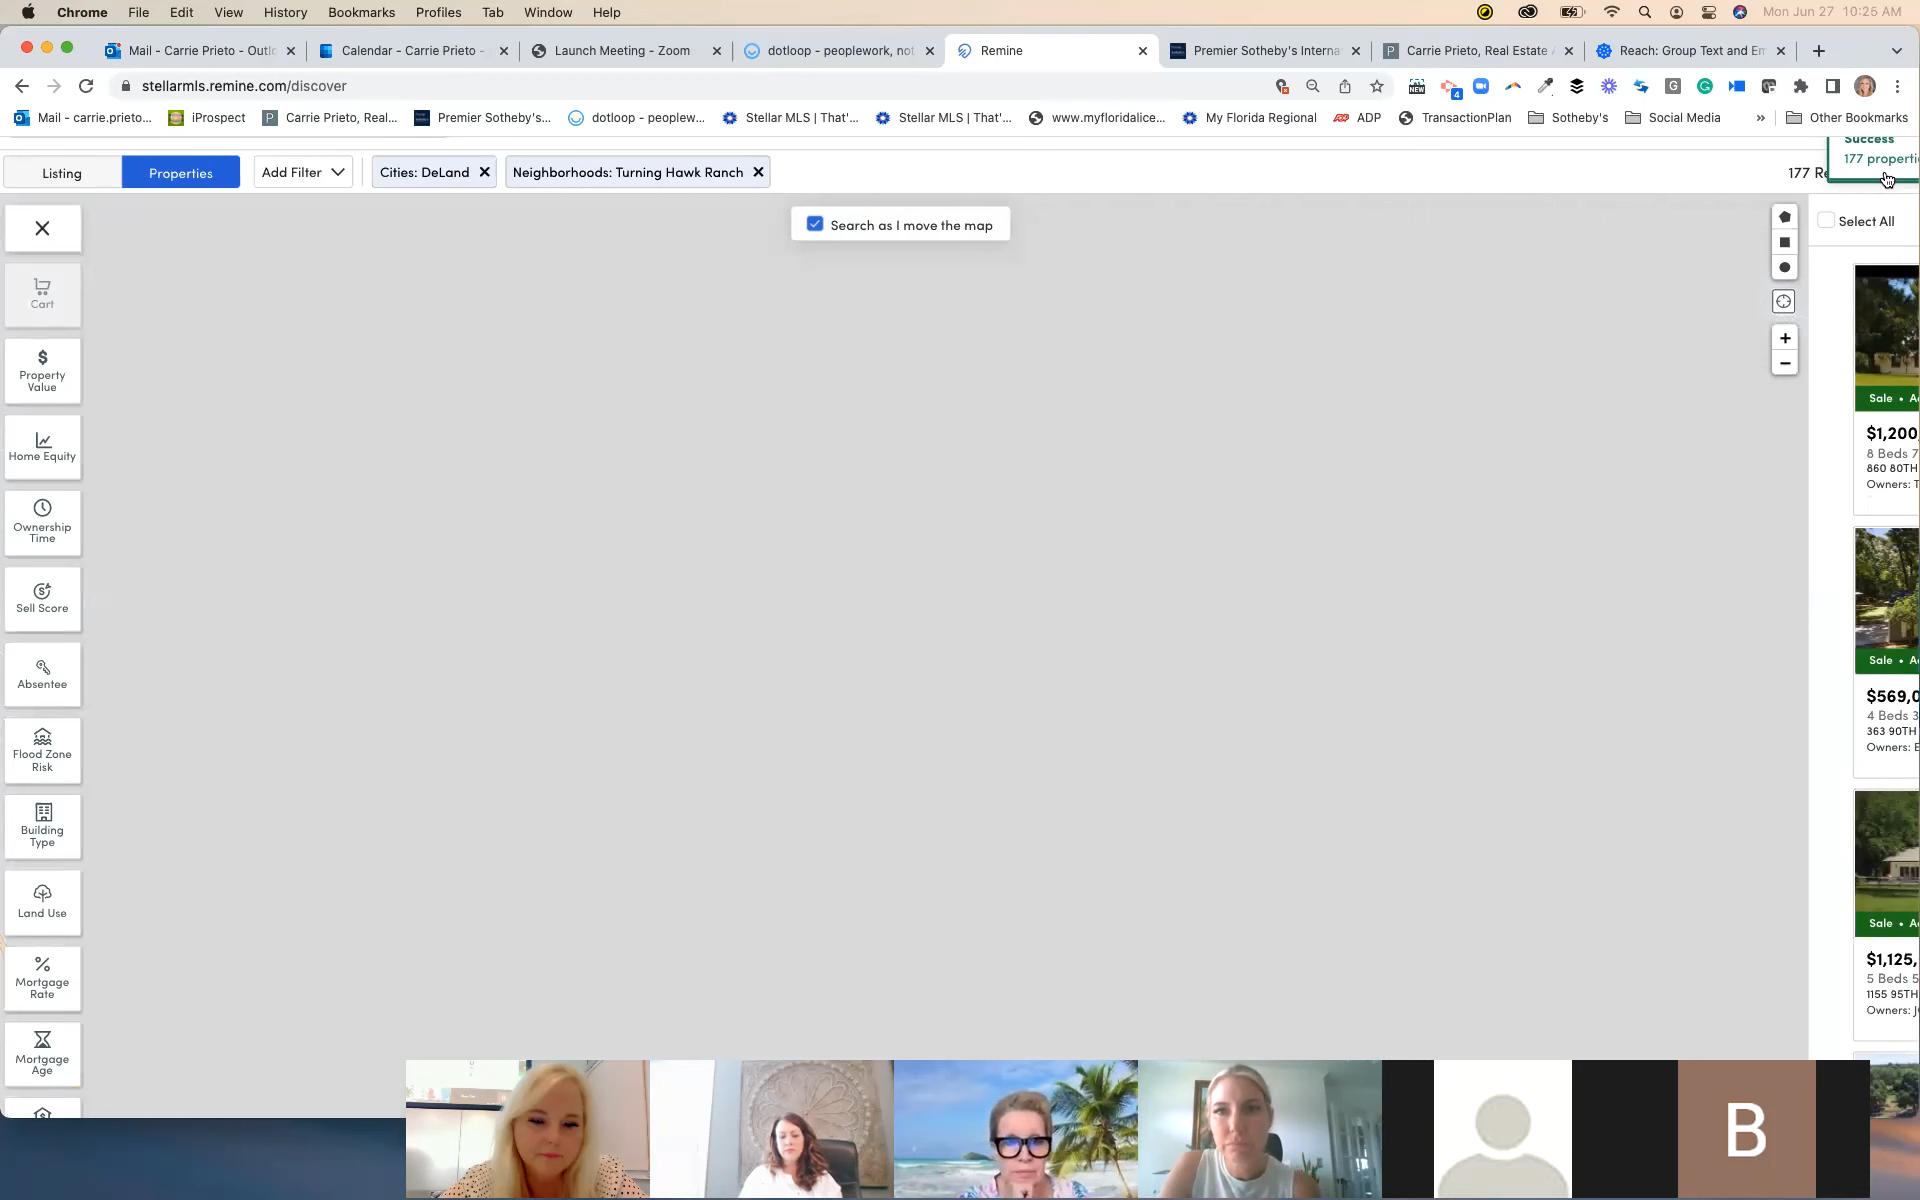 Chrome File Edit View History Bookmarks Profiles Tab Window Help Mon Jun 27 10:25 AM
Mail - Carrie Prieto - Outlo Calendar - Carrie Prieto - Launch Meeting - Zoom dotloop - peoplework, not Remine Premier Sotheby's Interna Carrie Prieto, Real Estate A Reach: Group Text and Em
stellarmls.remine.com/discover NEW 4 G
Mail - carrie.prieto... iProspect Carrie Prieto, Real... Premier Sotheby's... dotloop - peoplew... Stellar MLS | That'... Stellar MLS | That'... www.myfloridalice... My Florida Regional ADP TransactionPlan Sotheby's Social Media » Other Bookmarks
Success
177 properti
Listing Properties Add Filter Cities: DeLand Neighborhoods: Turning Hawk Ranch 177 Re
Search as I move the map
Select All
Cart
Property
Value
Home Equity
Ownership
Time
Sell Score
Absentee
Flood Zone
Risk
Building
Type
Land Use
Mortgage
Rate
Mortgage
Age
Sale • A
$1,200,
8 Beds 7
860 80TH
Owners: T
Sale • A
$569,0
4 Beds 3
363 90TH
Owners: E
Sale • A
$1,125,
5 Beds 5
1155 95TH
Owners: J
B